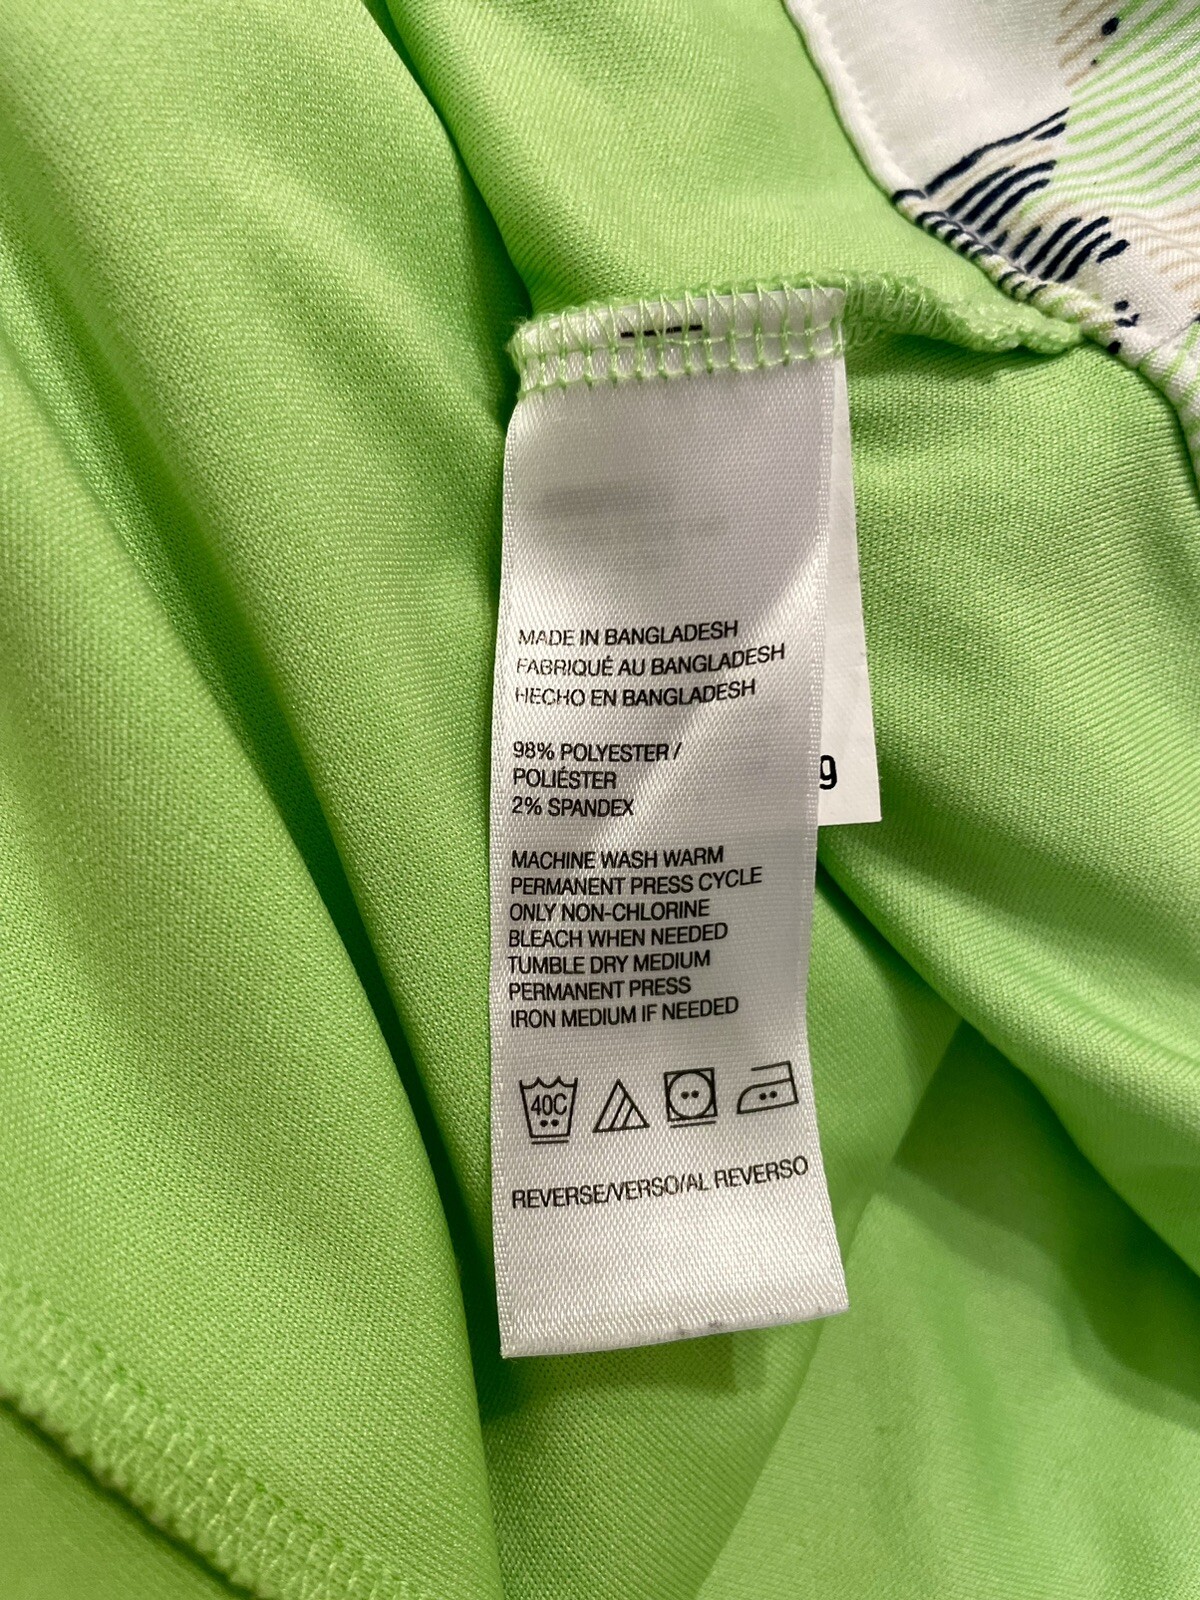 MADE IN BANGLADESH
FABRIQUÉ AU BANGLADESH
HECHO EN BANGLADESH
98% POLYESTER /
POLIÉSTER
2% SPANDEX
g
MACHINE WASH WARM
PERMANENT PRESS CYCLE
ONLY NON-CHLORINE
BLEACH WHEN NEEDED
TUMBLE DRY MEDIUM
PERMANENT PRESS
IRON MEDIUM IF NEEDED
40C
REVERSE/VERSO/AL REVERSO